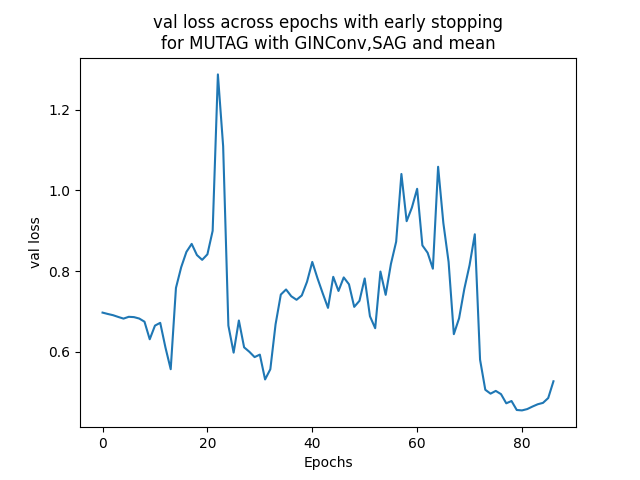 val loss across epochs with early stopping
for MUTAG with GINConv,SAG and mean
1.2
1.0
0.8
0.6
val loss
0
20
40
60
80
Epochs